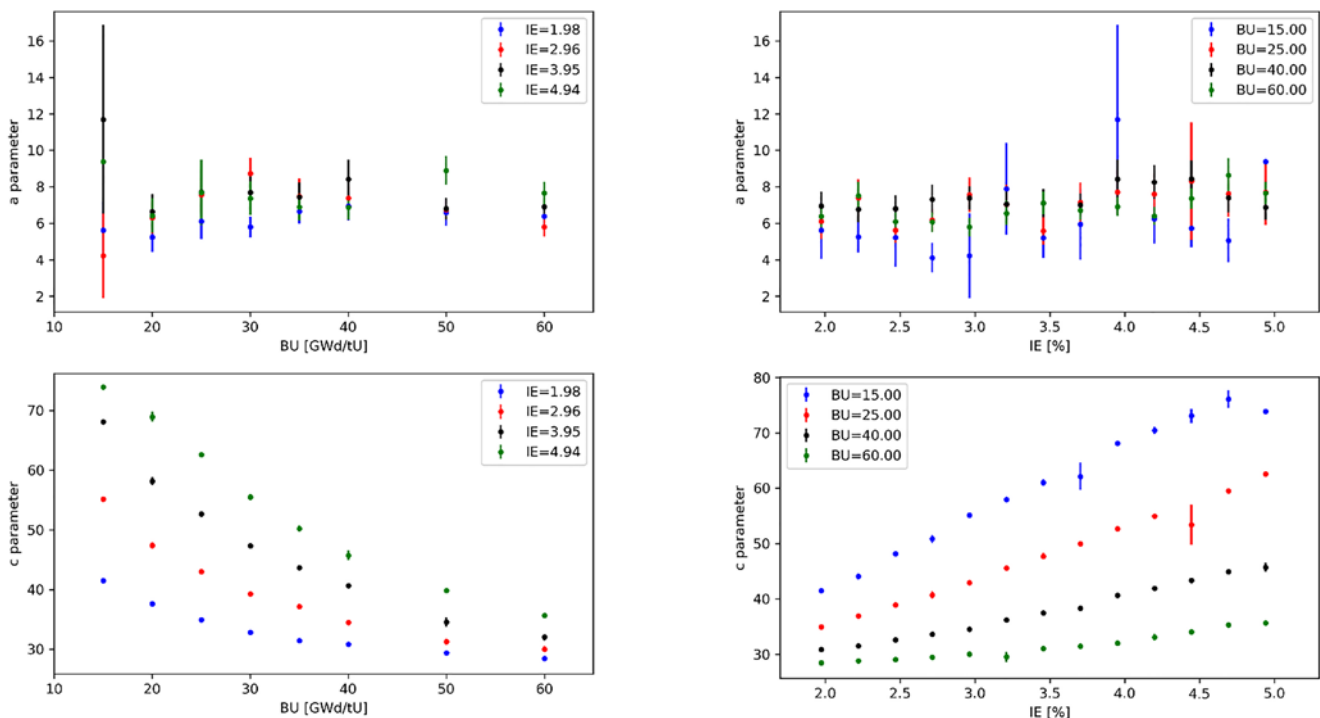 a parameter
16
14
12
10
8
6
4
2
10
20
30
40
50
60
BU [GWd/tU]
IE=1.98
IE=2.96
IE=3.95
IE=4.94
a parameter
16
14
12
10
8
6
4
2
2.0
2.5
3.0
3.5
4.0
4.5
5.0
IE [%]
BU=15.00
BU=25.00
BU=40.00
BU=60.00
c parameter
70
60
50
40
30
10
20
30
40
50
60
BU [GWd/tU]
IE=1.98
IE=2.96
IE=3.95
IE=4.94
c parameter
80
70
60
50
40
30
2.0
2.5
3.0
3.5
4.0
4.5
5.0
IE [%]
BU=15.00
BU=25.00
BU=40.00
BU=60.00